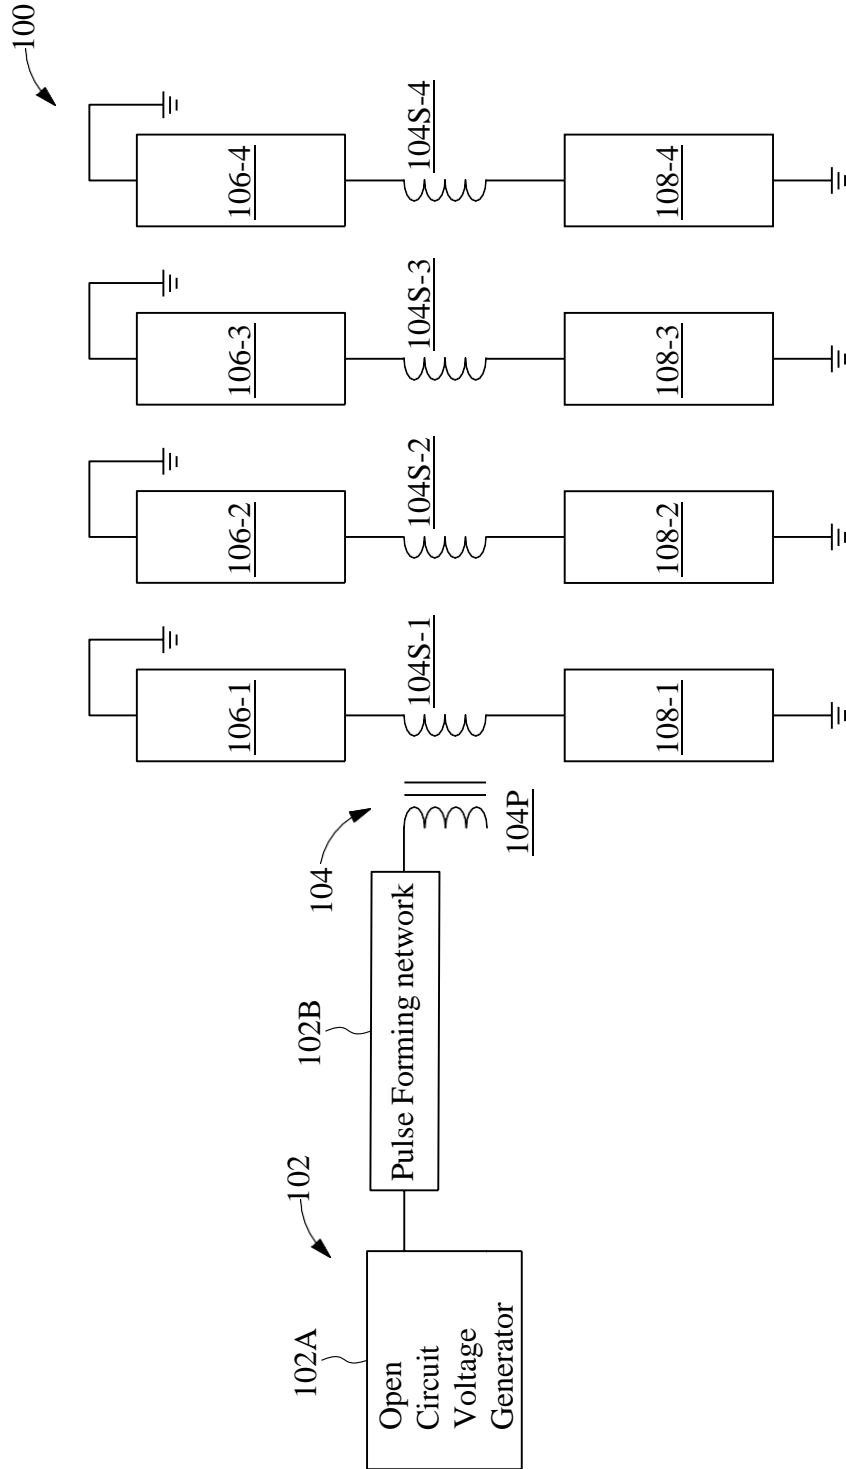 100
106-1
106-2
106-3
106-4
104
104S-1
104S-2
104S-3
104S-4
102A
102
102B
Open
Circuit
Voltage
Generator
Pulse Forming network
104P
108-1
108-2
108-3
108-4